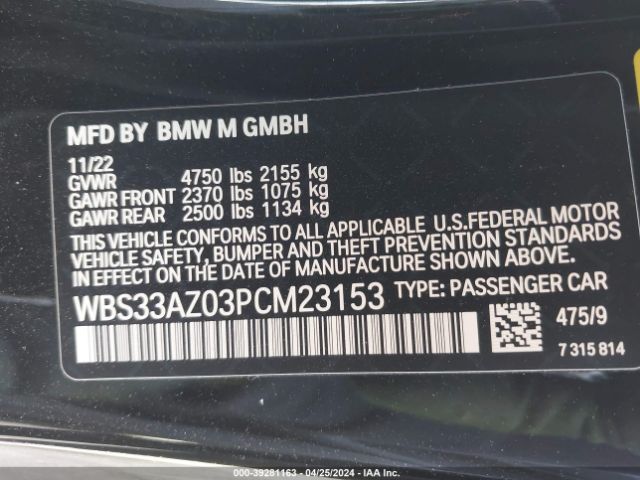 MFD BY BMW M GMBH
11/22
GVWR 4750 lbs 2155 kg
GAWR FRONT 2370 lbs 1075 kg
GAWR REAR 2500 lbs 1134 kg
THIS VEHICLE CONFORMS TO ALL APPLICABLE U.S.FEDERAL MOTOR
VEHICLE SAFETY, BUMPER AND THEFT PREVENTION STANDARDS
IN EFFECT ON THE DATE OF MANUFACTURE SHOWN ABOVE.
WBS33AZ03PCM23153 TYPE: PASSENGER CAR
475/9
7 315 814
000-39281163 - 04/25/2024 - IAA Inc.